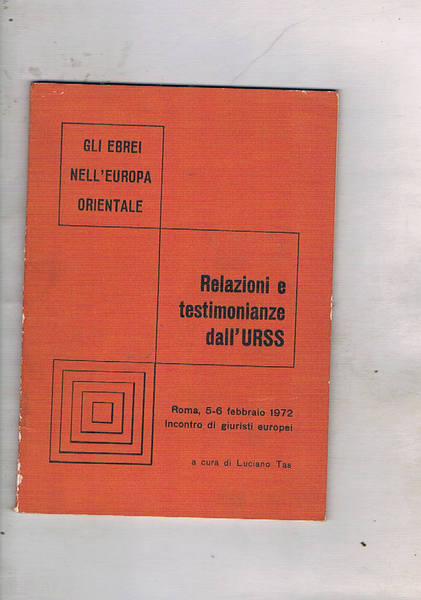 GLI EBREI
NELL'EUROPA
ORIENTALE
Relazioni e
testimonianze
dall'URSS
Roma, 5-6 febbraio 1972
Incontro di giuristi europei
a cura di Luciano Tas